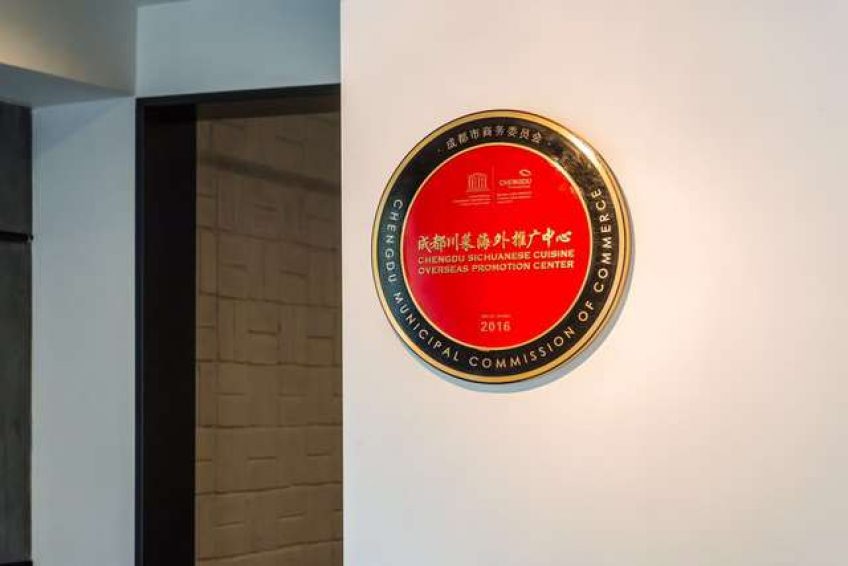 ·成都市商务委员会·
CHENGDU
成都川菜海外推广中心
CHENGDU SICHUANESE CUISINE
OVERSEAS PROMOTION CENTER
2016
CHENGDU MUNICIPAL COMMISSION OF COMMERCE